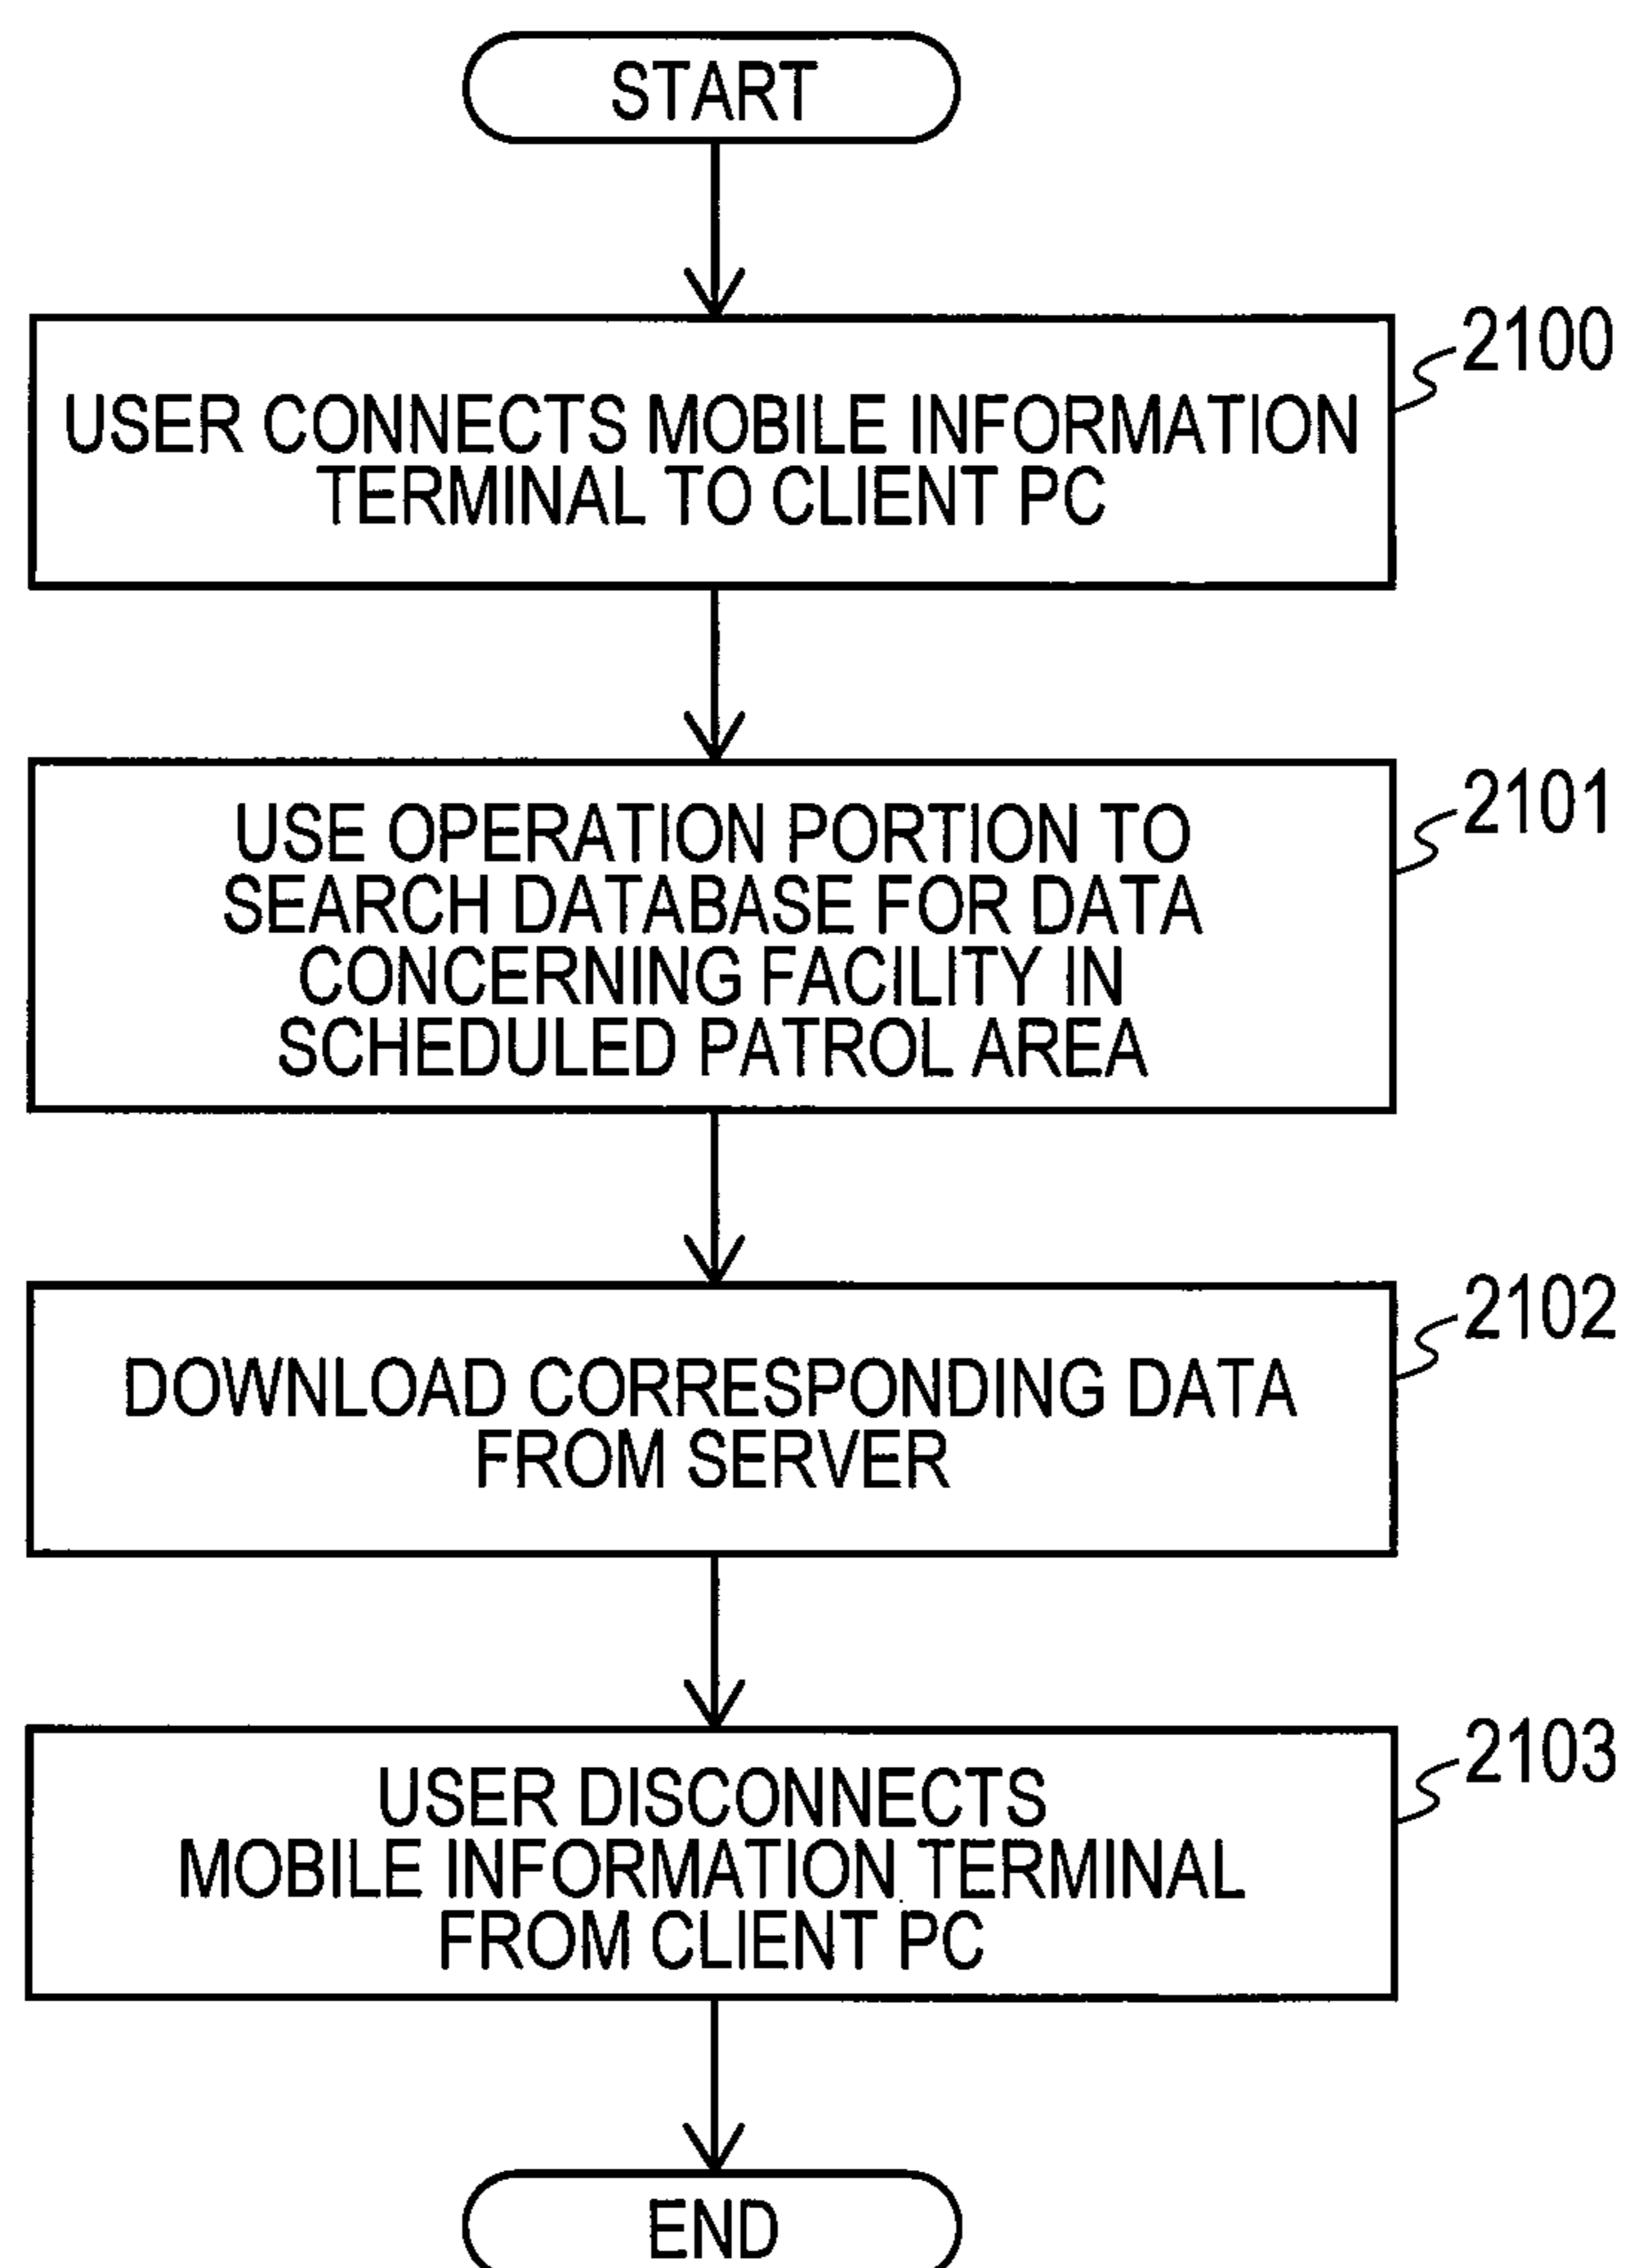 START
2100
USER CONNECTS MOBILE INFORMATION
TERMINAL TO CLIENT PC
2101
USE OPERATION PORTION TO
SEARCH DATABASE FOR DATA
CONCERNING FACILITY IN
SCHEDULED PATROL AREA
2102
DOWNLOAD CORRESPONDING DATA
FROM SERVER
2103
USER DISCONNECTS
MOBILE INFORMATION TERMINAL
FROM CLIENT PC
END